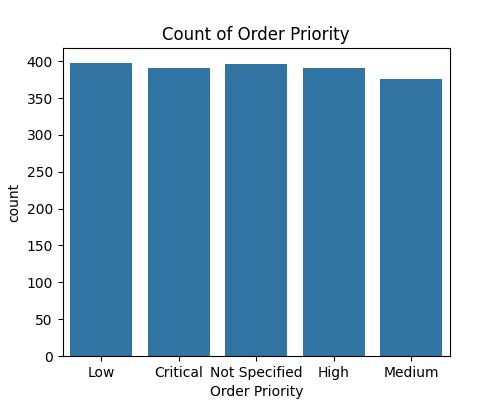 Count of Order Priority
400
350
300
250
200
150
100
50
0
count
Low Critical Not Specified High Medium
Order Priority